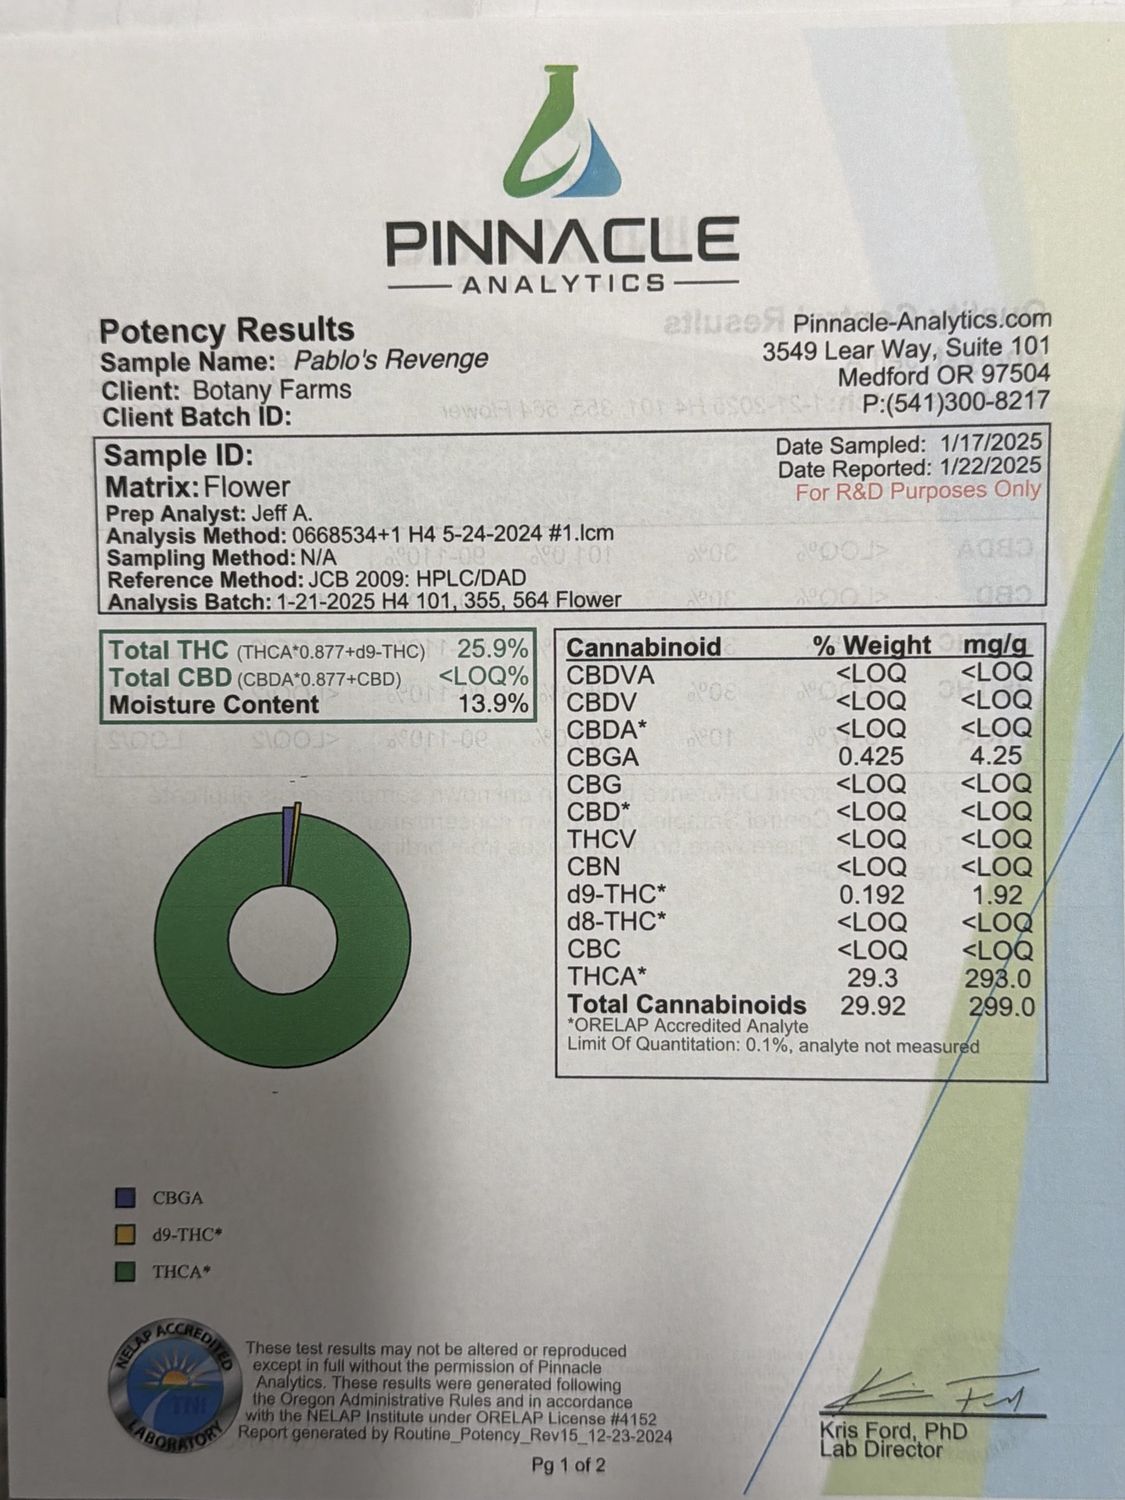 PINNACLE
ANALYTICS
Potency Results
Sample Name: Pablo's Revenge
Client: Botany Farms
Client Batch ID:
Pinnacle-Analytics.com
3549 Lear Way, Suite 101
Medford OR 97504
P:(541)300-8217
Sample ID:
Matrix: Flower
Prep Analyst: Jeff A.
Analysis Method: 0668534+1 H4 5-24-2024 #1.lcm
Sampling Method: N/A
Reference Method: JCB 2009: HPLC/DAD
Analysis Batch: 1-21-2025 H4 101, 355, 564 Flower
Date Sampled: 1/17/2025
Date Reported: 1/22/2025
For R&D Purposes Only
Total THC (THCA*0.877+d9-THC) 25.9%
Total CBD (CBDA*0.877+CBD) <LOQ%
Moisture Content 13.9%
Cannabinoid % Weight mg/g
CBDVA <LOQ <LOQ
CBDV <LOQ <LOQ
CBDA* <LOQ <LOQ
CBGA 0.425 4.25
CBG <LOQ <LOQ
CBD* <LOQ <LOQ
THCV <LOQ <LOQ
CBN <LOQ <LOQ
d9-THC* 0.192 1.92
d8-THC* <LOQ <LOQ
CBC <LOQ <LOQ
THCA* 29.3 293.0
Total Cannabinoids 29.92 299.0
*ORELAP Accredited Analyte
Limit Of Quantitation: 0.1%, analyte not measured
CBGA
d9-THC*
THCA*
NELAP ACCREDITED
TNI
LABORATORY
These test results may not be altered or reproduced
except in full without the permission of Pinnacle
Analytics. These results were generated following
the Oregon Administrative Rules and in accordance
with the NELAP Institute under ORELAP License #4152
Report generated by Routine_Potency_Rev15_12-23-2024
Kris Ford, PhD
Lab Director
Pg 1 of 2